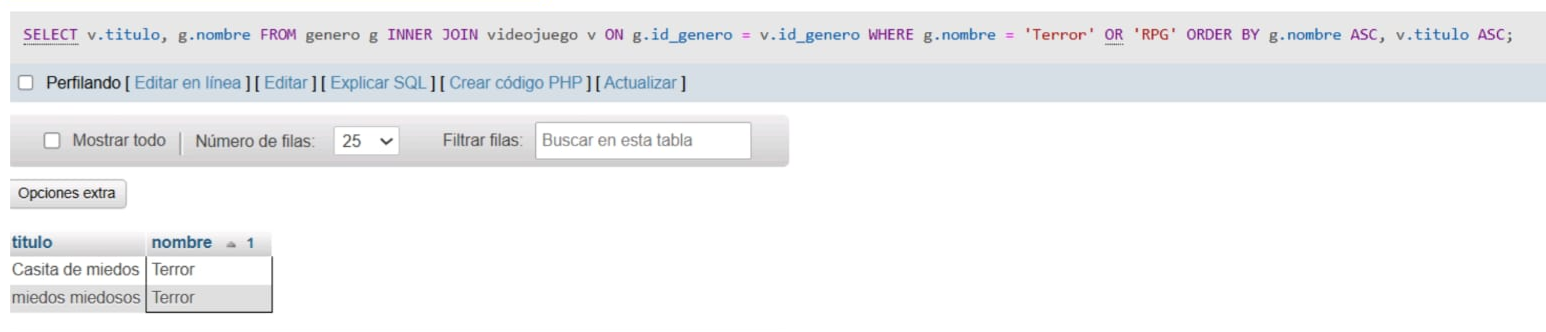 SELECT v.titulo, g.nombre FROM genero g INNER JOIN videojuego v ON g.id_genero = v.id_genero WHERE g.nombre = 'Terror' OR 'RPG' ORDER BY g.nombre ASC, v.titulo ASC;
Perfilando [ Editar en línea ] [ Editar ] [ Explicar SQL ] [ Crear código PHP ] [ Actualizar ]
Mostrar todo | Número de filas: 25 Filtrar filas: Buscar en esta tabla
Opciones extra
titulo nombre 1
Casita de miedos Terror
miedos miedosos Terror